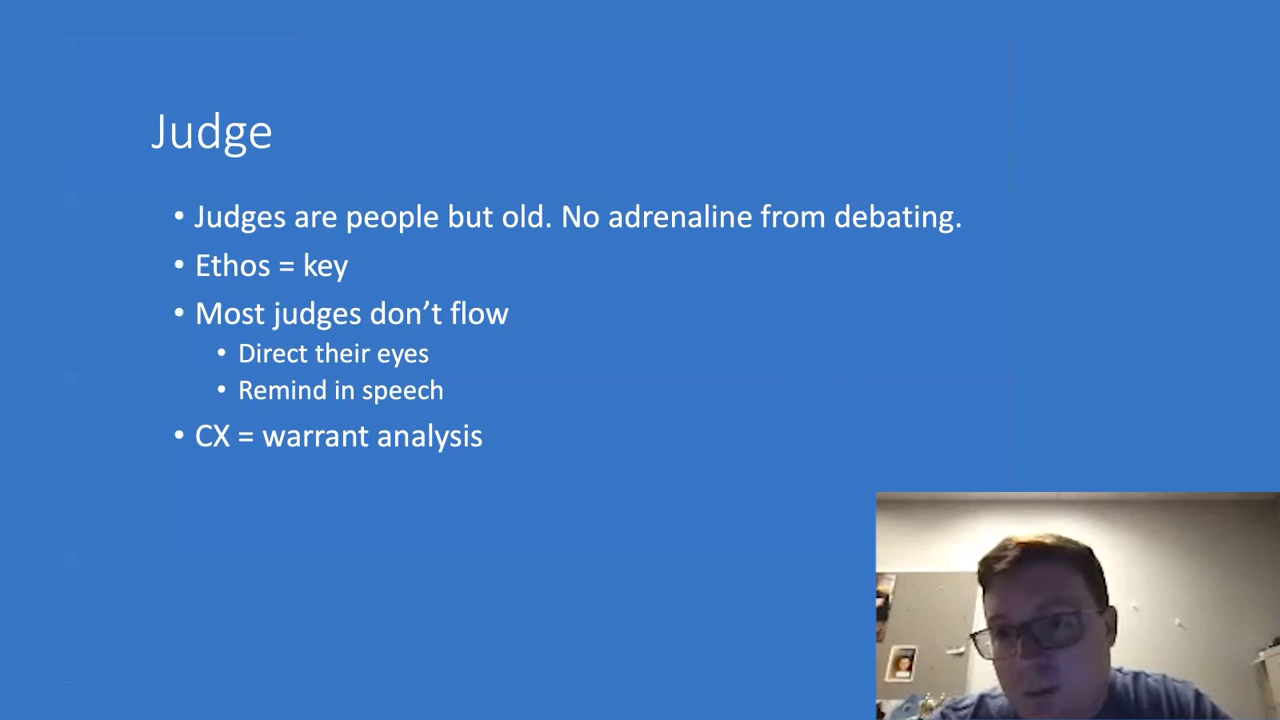 Judge
• Judges are people but old. No adrenaline from debating.
• Ethos = key
• Most judges don’t flow
• Direct their eyes
• Remind in speech
• CX = warrant analysis